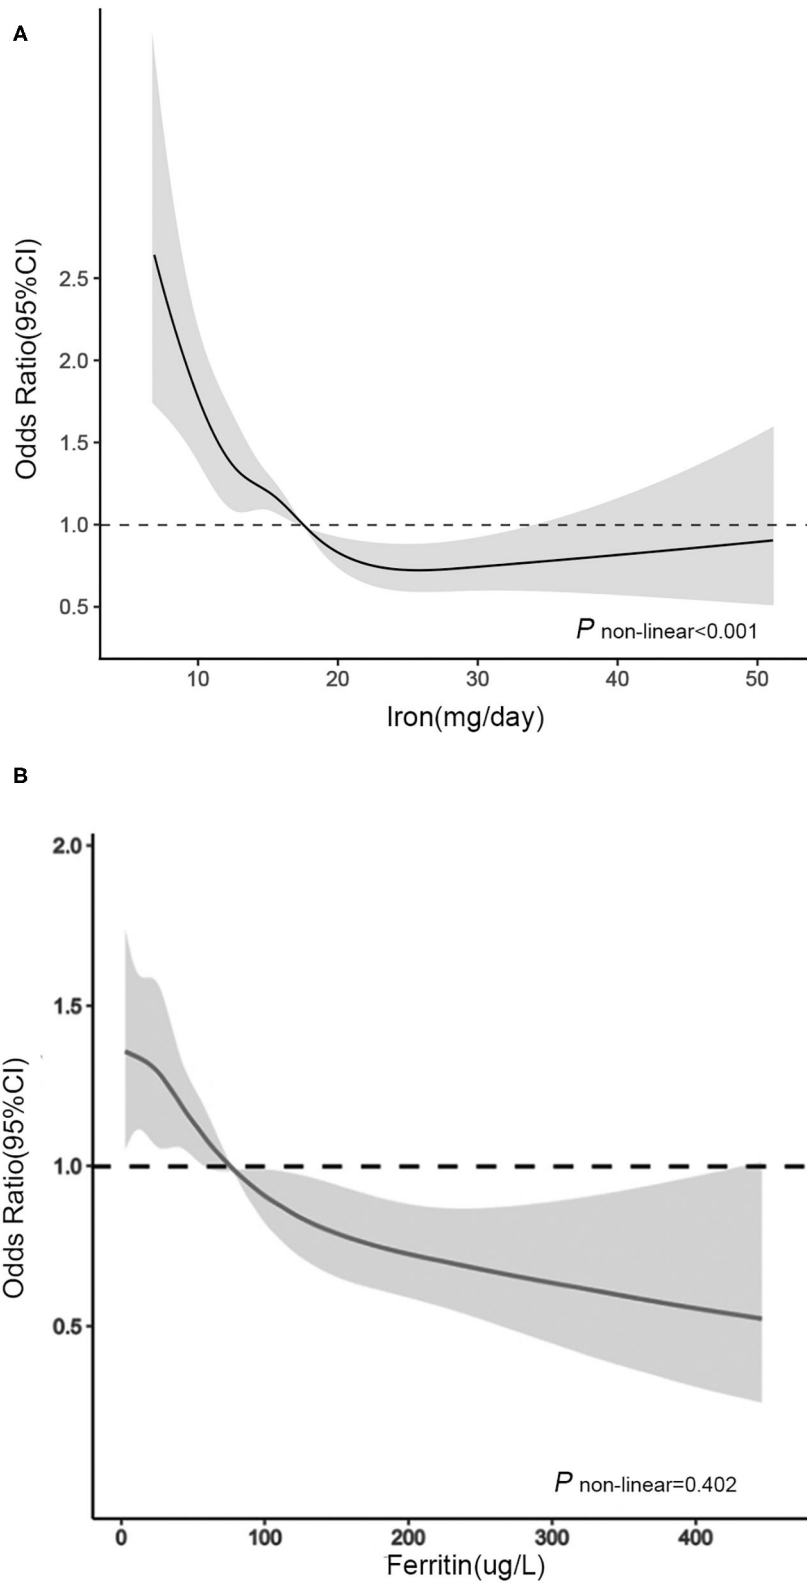 A
Odds Ratio(95%CI)
2.5
2.0
1.5
1.0
0.5
P non-linear<0.001
10 20 30 40 50
Iron(mg/day)
B
Odds Ratio(95%CI)
2.0
1.5
1.0
0.5
P non-linear=0.402
0 100 200 300 400
Ferritin(ug/L)